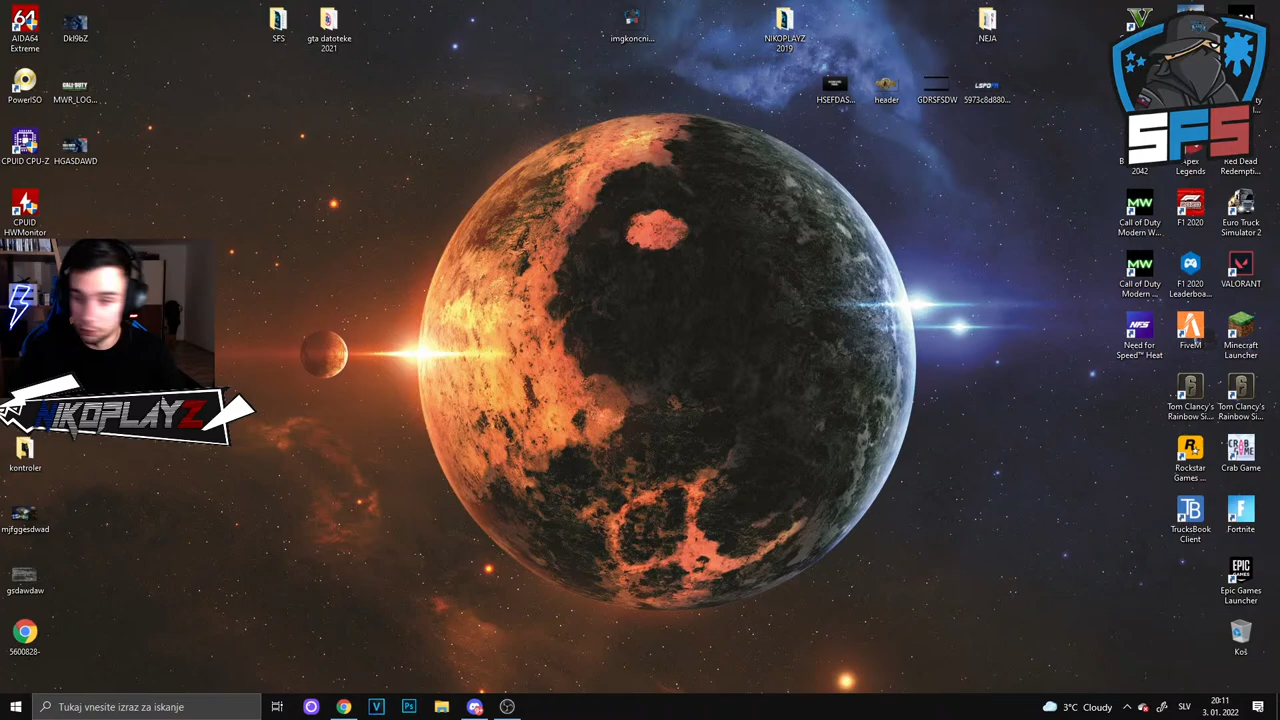 AIDA64
Extreme
DkI9bZ
SFS
gta datoteke
2021
imgkoncni...
NIKOPLAYZ
2019
NEJA
PowerISO
MWR_LOG...
HSEFDAS...
header
GDRSFSDW
5973c8d880...
SFS
CPUID CPU-Z
HGASDAWD
2042
Apex
Legends
Red Dead
Redempti...
CPUID
HWMonitor
Call of Duty
Modern W...
F1 2020
Euro Truck
Simulator 2
Call of Duty
Modern ...
F1 2020
Leaderboa...
VALORANT
Need for
Speed™ Heat
FiveM
Minecraft
Launcher
NIKOPLAYZ
Tom Clancy's
Rainbow Si...
Tom Clancy's
Rainbow Si...
kontroler
Rockstar
Games ...
Crab Game
mjfggesdwad
TrucksBook
Client
Fortnite
gsdawdaw
Epic Games
Launcher
5600828-
Koš
Tukaj vnesite izraz za iskanje
3°C Cloudy
SLV
20:11
3. 01. 2022